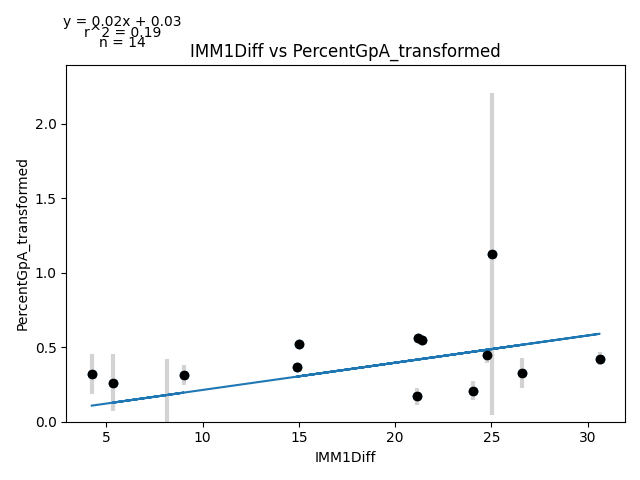 y = 0.02x + 0.03
r^2 = 0.19
n = 14
IMM1Diff vs PercentGpA_transformed
PercentGpA_transformed
2.0
1.5
1.0
0.5
0.0
5 10 15 20 25 30
IMM1Diff